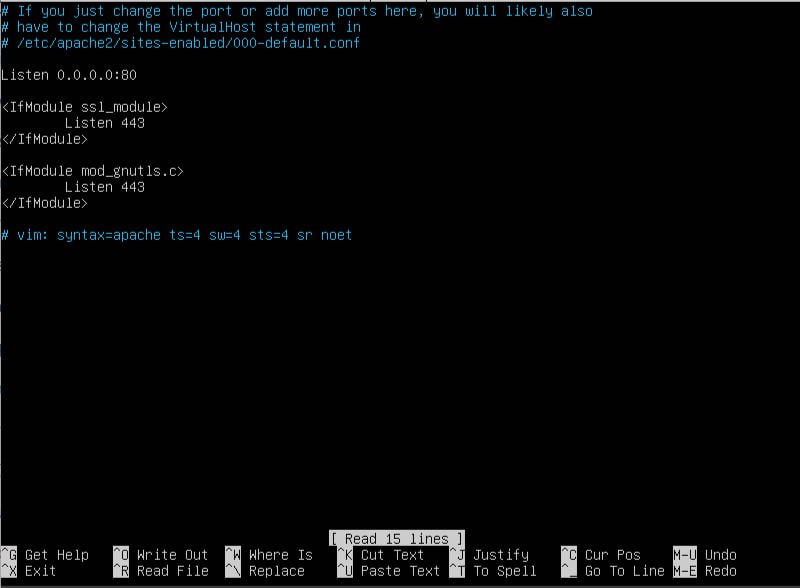 # If you just change the port or add more ports here, you will likely also
# have to change the VirtualHost statement in
# /etc/apache2/sites-enabled/000-default.conf
Listen 0.0.0.0:80
<IfModule ssl_module>
Listen 443
</IfModule>
<IfModule mod_gnutls.c>
Listen 443
</IfModule>
# vim: syntax=apache ts=4 sw=4 sts=4 sr noet
[ Read 15 lines ]
^G Get Help ^O Write Out ^W Where Is ^K Cut Text ^J Justify ^C Cur Pos M-U Undo
^X Exit ^R Read File ^\ Replace ^U Paste Text ^T To Spell ^_ Go To Line M-E Redo